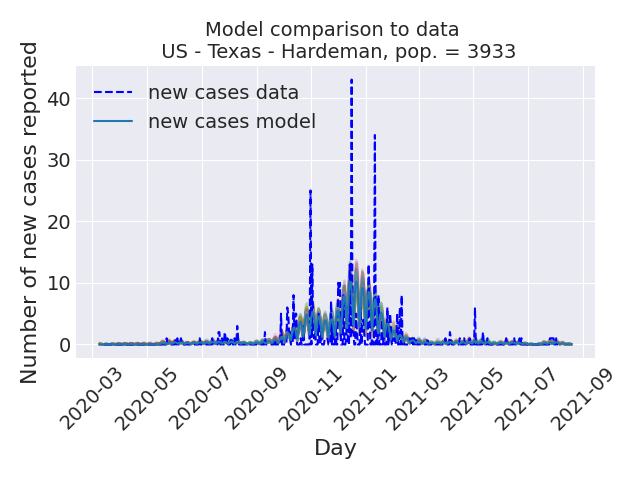 Model comparison to data
US - Texas - Hardeman, pop. = 3933
Number of new cases reported
40
30
20
10
0
new cases data
new cases model
2020-03
2020-05
2020-07
2020-09
2020-11
2021-01
2021-03
2021-05
2021-07
2021-09
Day